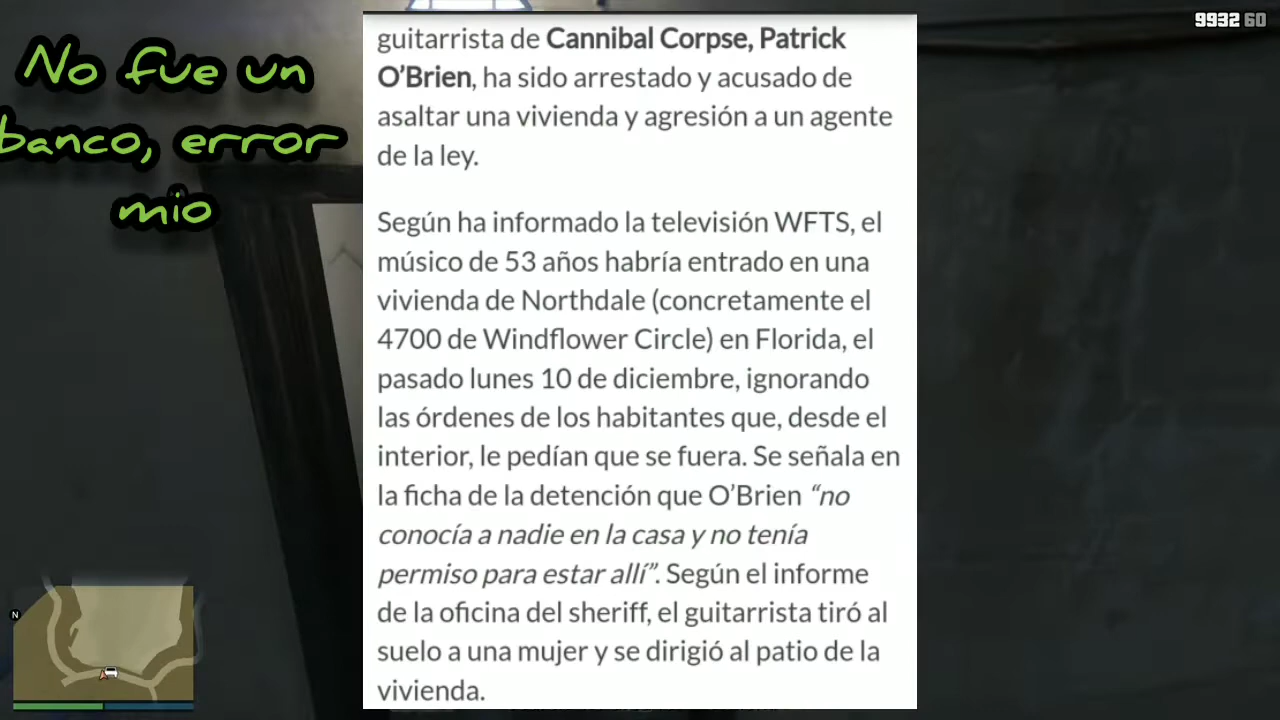 No fue un
banco, error
mio
guitarrista de Cannibal Corpse, Patrick
O’Brien, ha sido arrestado y acusado de
asaltar una vivienda y agresión a un agente
de la ley.
Según ha informado la televisión WFTS, el
músico de 53 años habría entrado en una
vivienda de Northdale (concretamente el
4700 de Windflower Circle) en Florida, el
pasado lunes 10 de diciembre, ignorando
las órdenes de los habitantes que, desde el
interior, le pedían que se fuera. Se señala en
la ficha de la detención que O’Brien “no
conocía a nadie en la casa y no tenía
permiso para estar allí”. Según el informe
de la oficina del sheriff, el guitarrista tiró al
suelo a una mujer y se dirigió al patio de la
vivienda.
9932 60
N